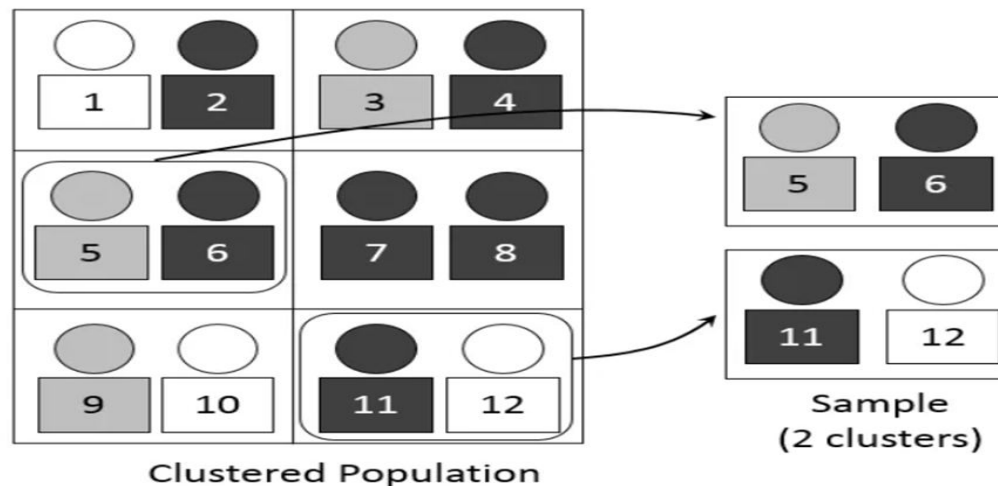 1 2 3 4
5 6
5 6 7 8
11 12
9 10 11 12
Sample
(2 clusters)
Clustered Population